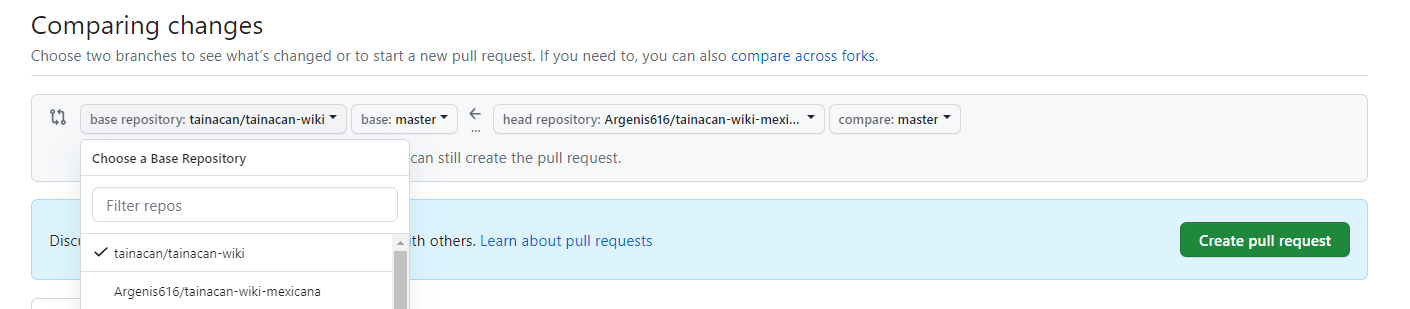 Comparing changes
Choose two branches to see what’s changed or to start a new pull request. If you need to, you can also compare across forks.
base repository: tainacan/tainacan-wiki base: master ... head repository: Argenis616/tainacan-wiki-mexi... compare: master
Choose a Base Repository
can still create the pull request.
Filter repos
tainacan/tainacan-wiki
with others. Learn about pull requests
Create pull request
Argenis616/tainacan-wiki-mexicana